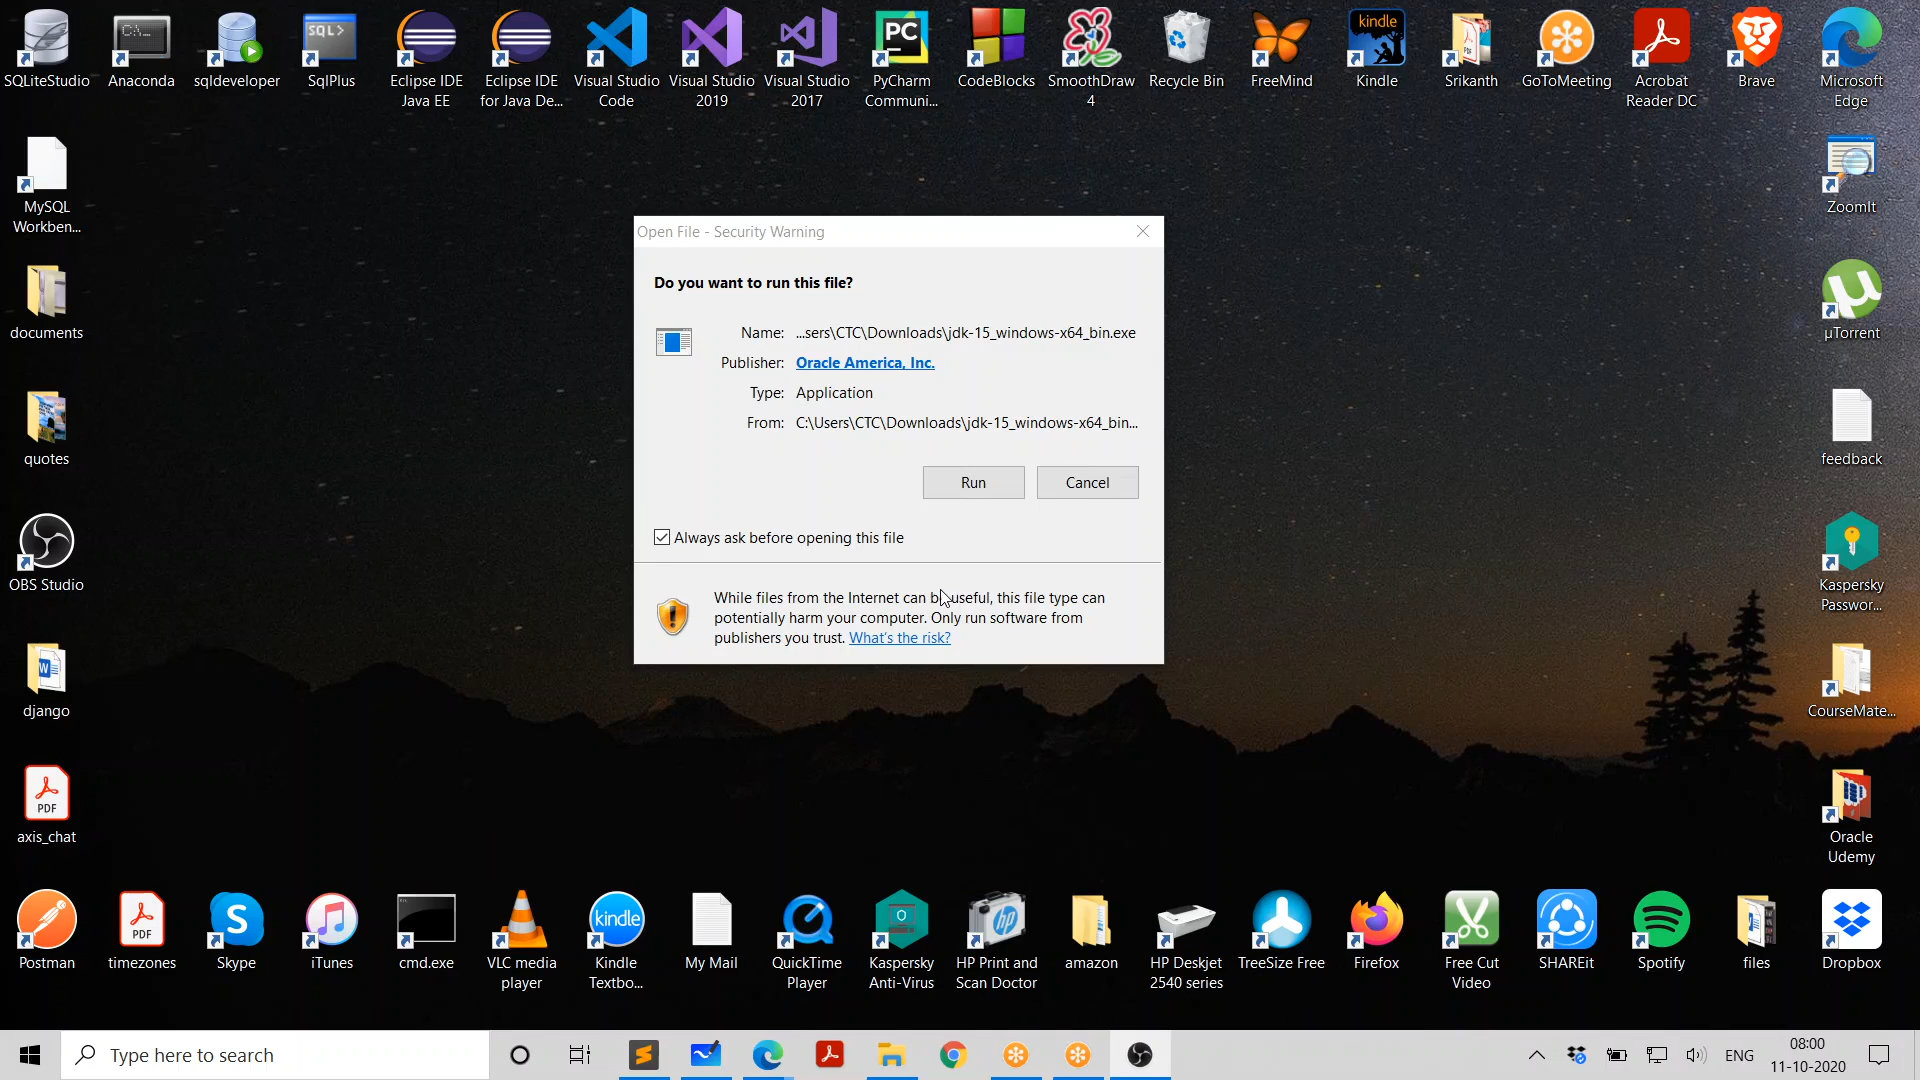 SQLiteStudio
Anaconda
sqldeveloper
SqlPlus
Eclipse IDE
Java EE
Eclipse IDE
for Java De...
Visual Studio
Code
Visual Studio
2019
Visual Studio
2017
PyCharm
Communi...
CodeBlocks
SmoothDraw
4
Recycle Bin
FreeMind
Kindle
Srikanth
GoToMeeting
Acrobat
Reader DC
Brave
Microsoft
Edge
C:\_
SQL>
PC
kindle
PDF
MySQL
Workben...
ZoomIt
documents
µTorrent
quotes
feedback
OBS Studio
Kaspersky
Passwor...
django
CourseMate...
PDF
axis_chat
Oracle
Udemy
Open File - Security Warning
Do you want to run this file?
Name: ...sers\CTC\Downloads\jdk-15_windows-x64_bin.exe
Publisher: Oracle America, Inc.
Type: Application
From: C:\Users\CTC\Downloads\jdk-15_windows-x64_bin...
Run
Cancel
Always ask before opening this file
While files from the Internet can be useful, this file type can
potentially harm your computer. Only run software from
publishers you trust. What's the risk?
PDF
kindle
hp
Postman
timezones
Skype
iTunes
cmd.exe
VLC media
player
Kindle
Textbo...
My Mail
QuickTime
Player
Kaspersky
Anti-Virus
HP Print and
Scan Doctor
amazon
HP Deskjet
2540 series
TreeSize Free
Firefox
Free Cut
Video
SHAREit
Spotify
files
Dropbox
Type here to search
ENG
08:00
11-10-2020